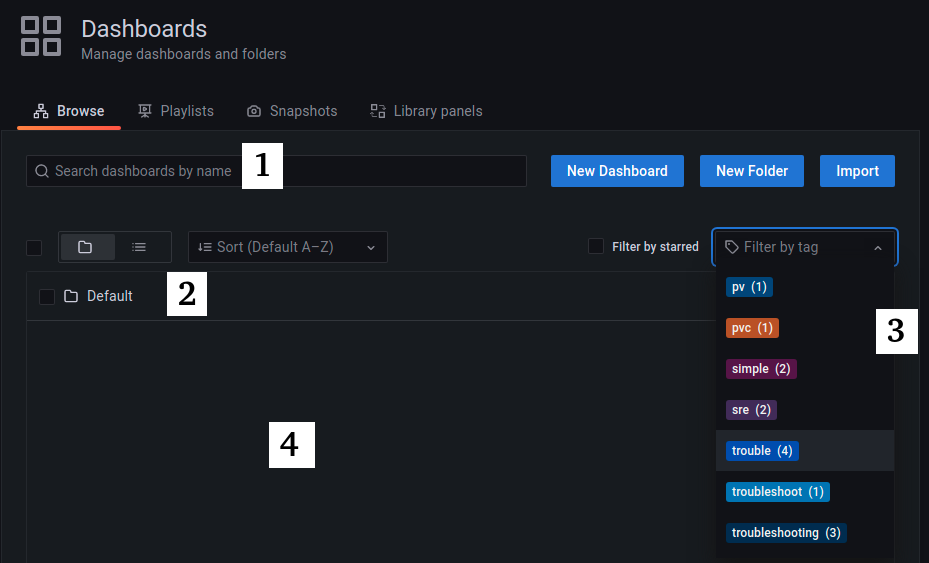 Dashboards
Manage dashboards and folders
Browse Playlists Snapshots Library panels
Search dashboards by name 1 New Dashboard New Folder Import
Sort (Default A–Z) Filter by starred Filter by tag
Default 2
pv (1)
pvc (1)
3
simple (2)
sre (2)
4
trouble (4)
troubleshoot (1)
troubleshooting (3)